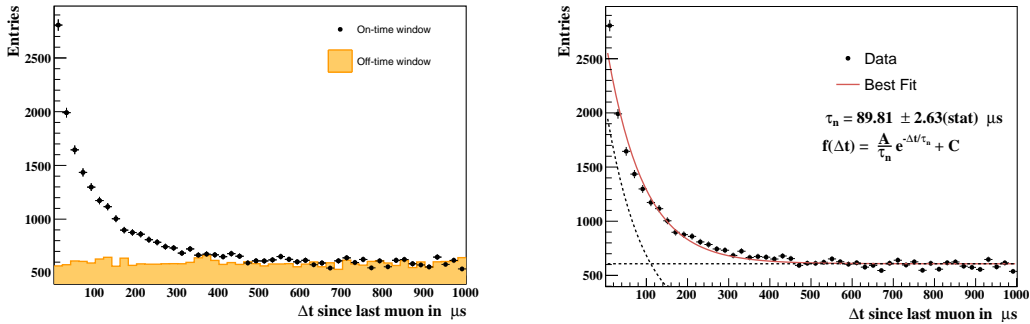 Entries
2500
2000
1500
1000
500
On-time window
Off-time window
100 200 300 400 500 600 700 800 900 1000
Δt since last muon in μs
Entries
2500
2000
1500
1000
500
Data
Best Fit
τn = 89.81 ± 2.63(stat) μs
f(Δt) = A/τn e^-Δt/τn + C
100 200 300 400 500 600 700 800 900 1000
Δt since last muon in μs